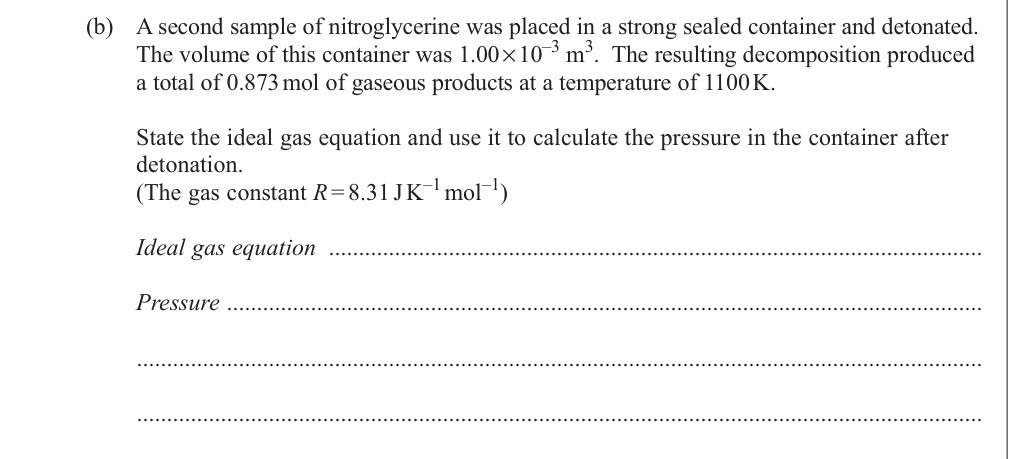 (b) A second sample of nitroglycerine was placed in a strong sealed container and detonated.
The volume of this container was 1.00×10⁻³ m³. The resulting decomposition produced
a total of 0.873 mol of gaseous products at a temperature of 1100 K.
State the ideal gas equation and use it to calculate the pressure in the container after
detonation.
(The gas constant R = 8.31 J K⁻¹ mol⁻¹)
Ideal gas equation ..............................................................................................................
Pressure ..............................................................................................................................
..............................................................................................................................................
..............................................................................................................................................